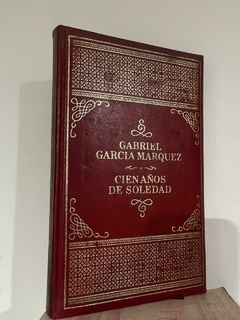 GABRIEL
GARCIA MARQUEZ
CIEN AÑOS
DE SOLEDAD